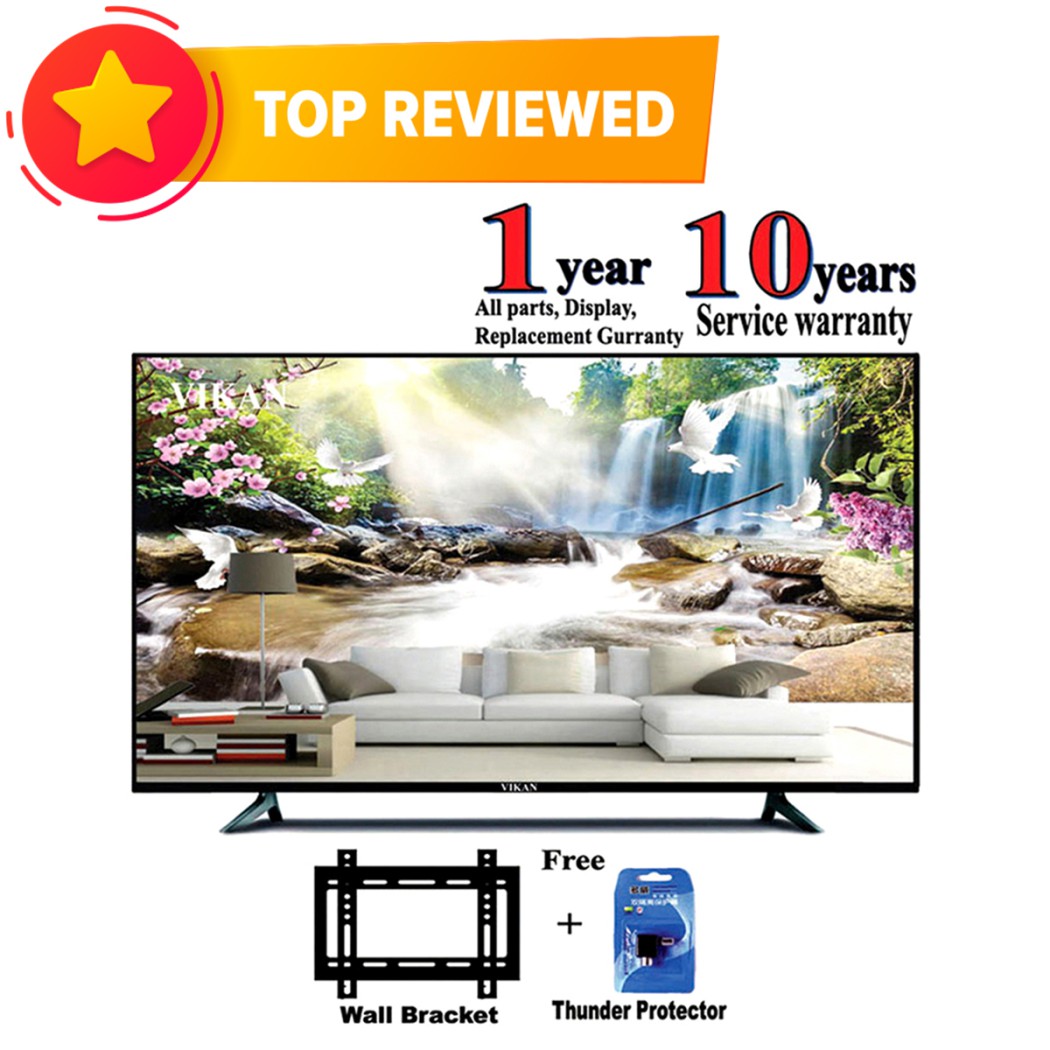 TOP REVIEWED
1 year
All parts, Display,
Replacement Gurranty
10 years
Service warranty
VIKAN
VIKAN
Free
+
Wall Bracket
Thunder Protector